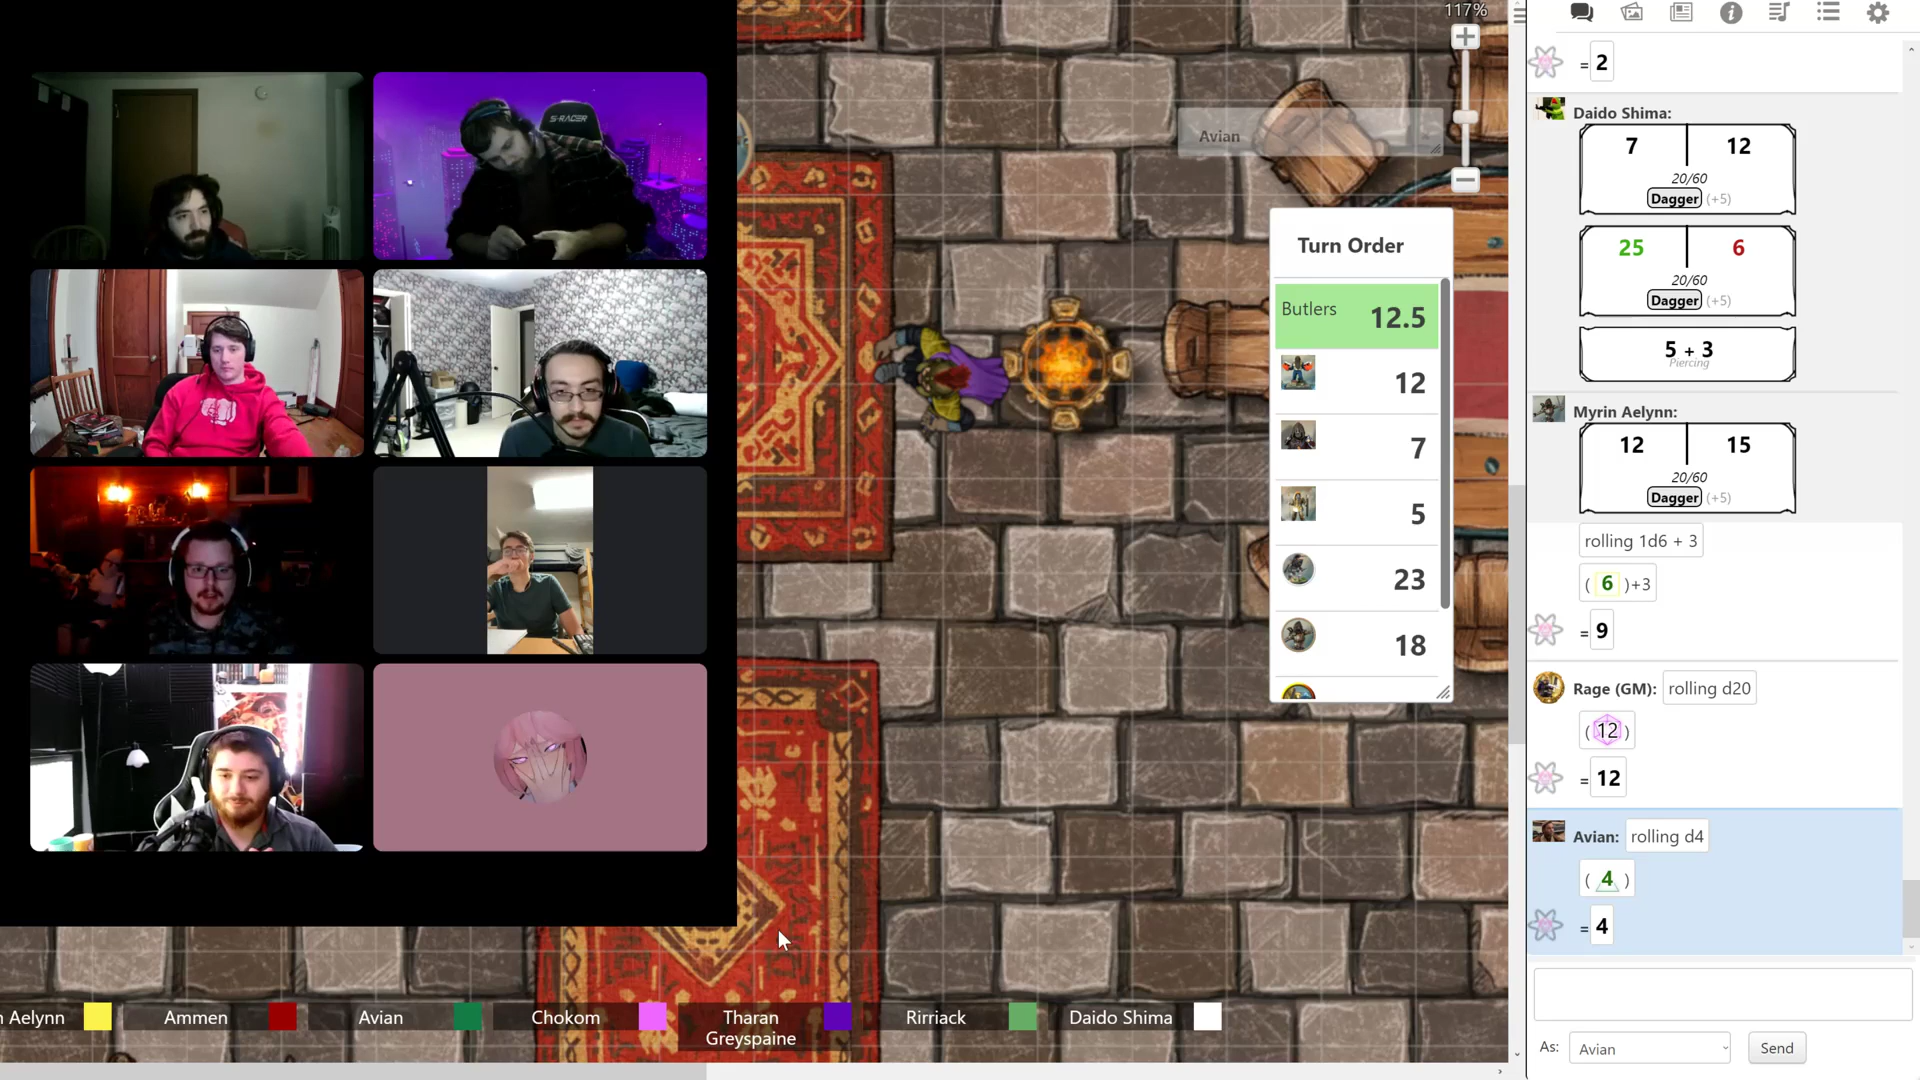 117%
S-RACER
Avian
Turn Order
Butlers 12.5
12
7
5
23
18
= 2
Daido Shima:
7 12
20/60
Dagger (+5)
25 6
20/60
Dagger (+5)
5 + 3
Piercing
Myrin Aelynn:
12 15
20/60
Dagger (+5)
rolling 1d6 + 3
( 6 )+3
= 9
Rage (GM): rolling d20
( 12 )
= 12
Avian: rolling d4
( 4 )
= 4
As: Avian Send
n Aelynn
Ammen
Avian
Chokom
Tharan
Greyspaine
Rirriack
Daido Shima